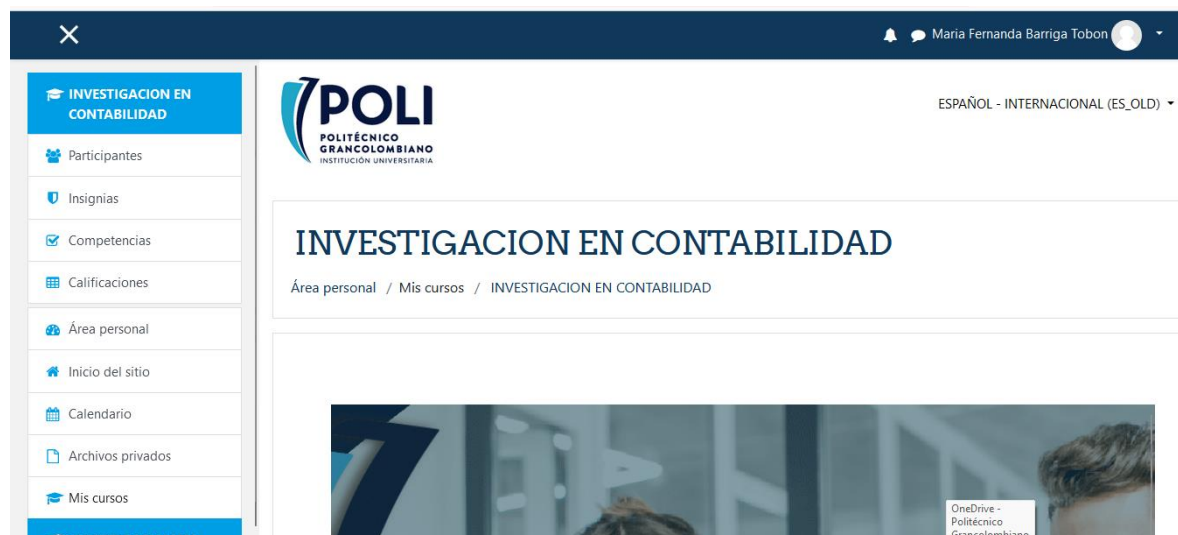 Maria Fernanda Barriga Tobon
INVESTIGACION EN
CONTABILIDAD
Participantes
Insignias
Competencias
Calificaciones
Área personal
Inicio del sitio
Calendario
Archivos privados
Mis cursos
POLI
POLITÉCNICO
GRANCOLOMBIANO
INSTITUCIÓN UNIVERSITARIA
ESPAÑOL - INTERNACIONAL (ES_OLD)
INVESTIGACION EN CONTABILIDAD
Área personal / Mis cursos / INVESTIGACION EN CONTABILIDAD
OneDrive -
Politécnico
Grancolombiano